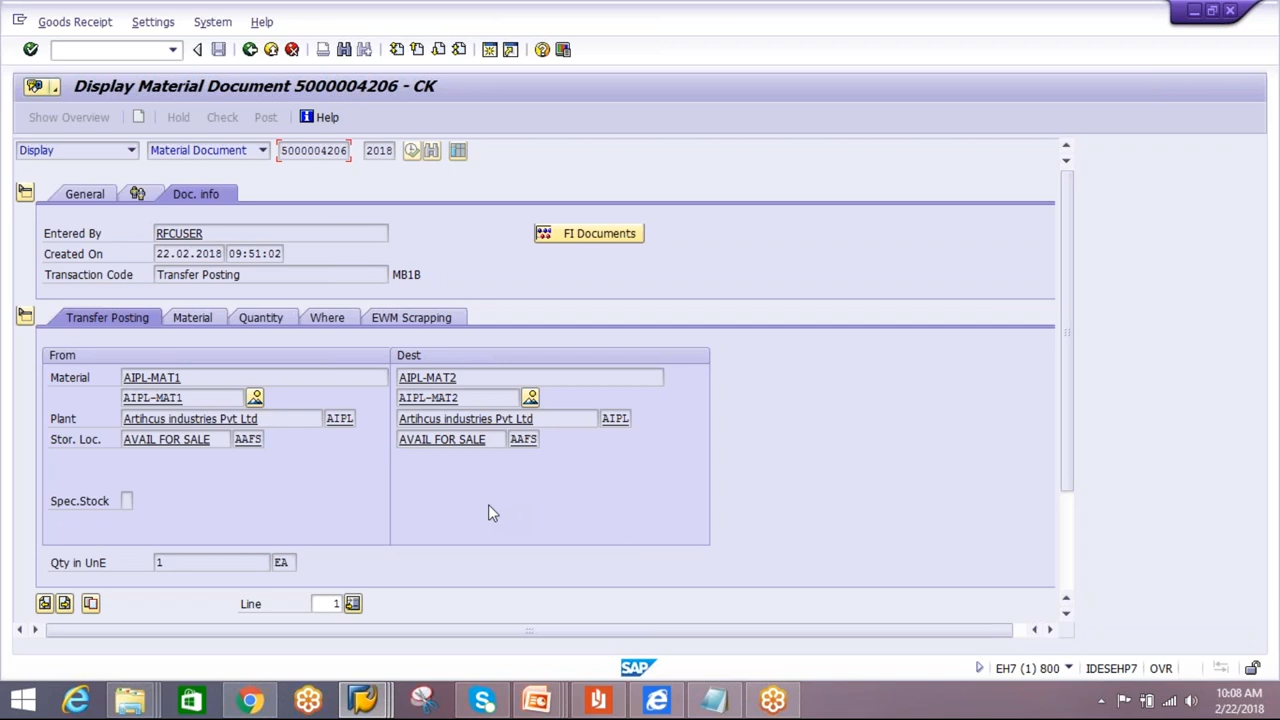 Goods Receipt Settings System Help
Display Material Document 5000004206 - CK
Show Overview Hold Check Post Help
Display Material Document 5000004206 2018
General Doc. info
Entered By RFCUSER FI Documents
Created On 22.02.2018 09:51:02
Transaction Code Transfer Posting MB1B
Transfer Posting Material Quantity Where EWM Scrapping
From Dest
Material AIPL-MAT1 AIPL-MAT2
AIPL-MAT1 AIPL-MAT2
Plant Artihcus industries Pvt Ltd AIPL Artihcus industries Pvt Ltd AIPL
Stor. Loc. AVAIL FOR SALE AAFS AVAIL FOR SALE AAFS
Spec.Stock
Qty in UnE 1 EA
Line 1
SAP EH7 (1) 800 IDESEHP7 OVR
10:08 AM
2/22/2018